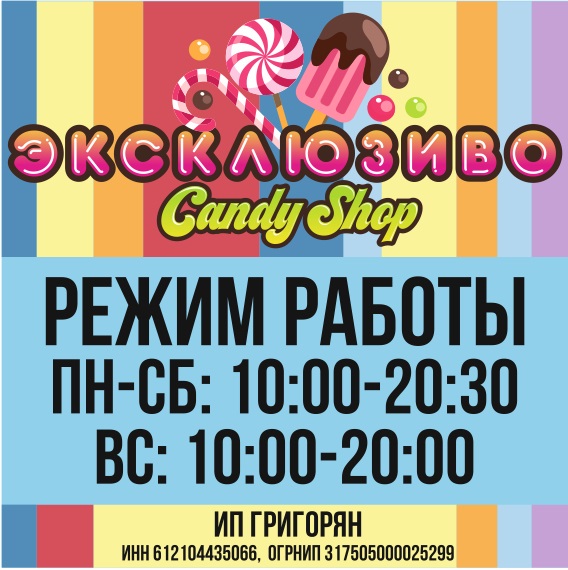 ЭКСКЛЮЗИВО
Candy Shop
РЕЖИМ РАБОТЫ
ПН-СБ: 10:00-20:30
ВС: 10:00-20:00
ИП ГРИГОРЯН
ИНН 612104435066, ОГРНИП 317505000025299